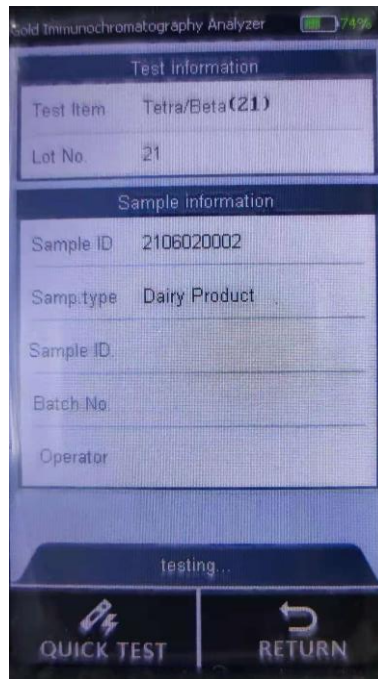 Gold Immunochromatography Analyzer 74%
Test Information
Test Item Tetra/Beta(21)
Lot No. 21
Sample information
Sample ID 2106020002
Samp.type Dairy Product
Sample ID.
Batch No.
Operator
testing...
QUICK TEST RETURN